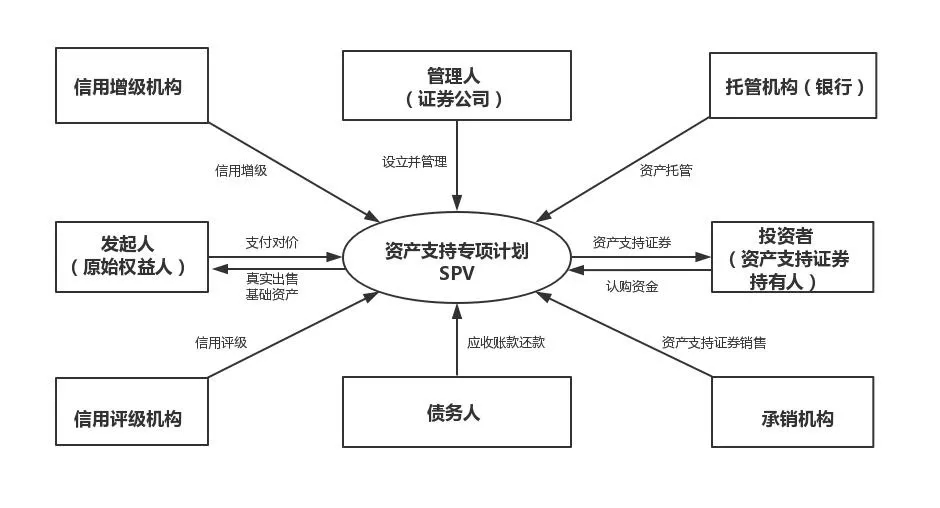 信用增级机构
管理人
（证券公司）
托管机构（银行）
信用增级
设立并管理
资产托管
发起人
（原始权益人）
支付对价
真实出售
基础资产
资产支持专项计划
SPV
资产支持证券
认购资金
投资者
（资产支持证券
持有人）
信用评级
应收账款还款
资产支持证券销售
信用评级机构
债务人
承销机构